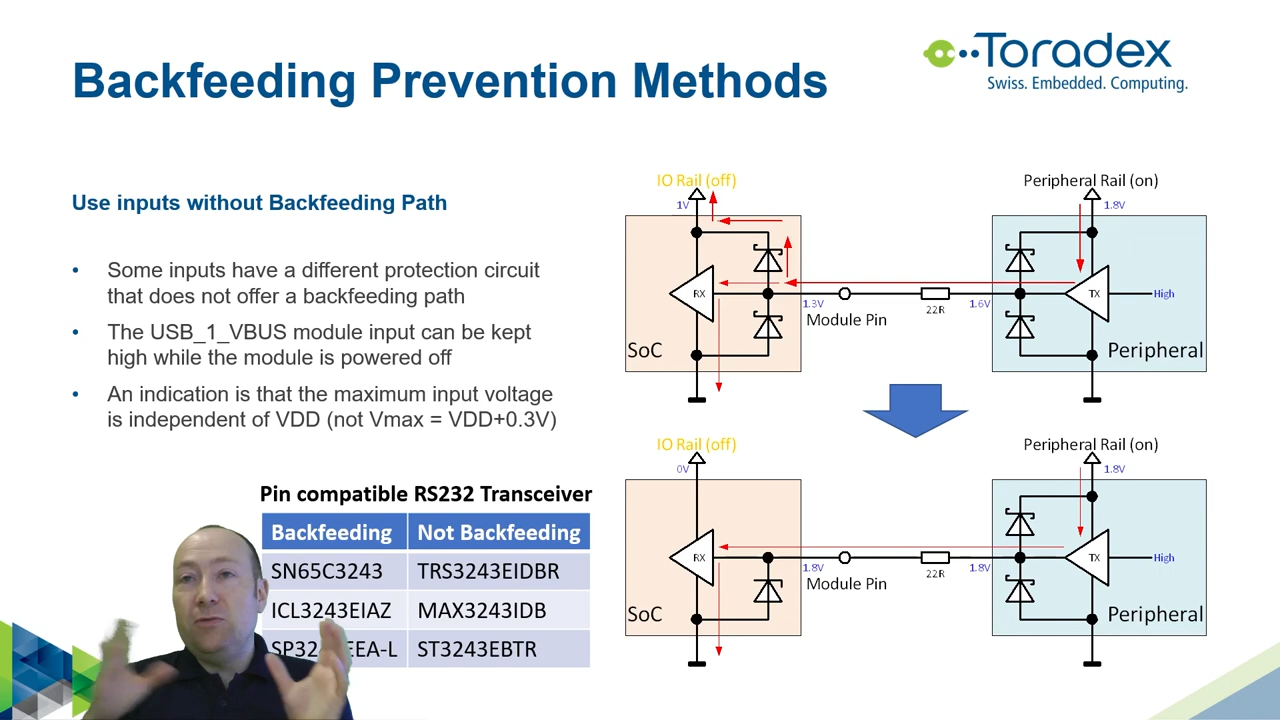 Toradex
Swiss. Embedded. Computing.
Backfeeding Prevention Methods
Use inputs without Backfeeding Path
• Some inputs have a different protection circuit
that does not offer a backfeeding path
• The USB_1_VBUS module input can be kept
high while the module is powered off
• An indication is that the maximum input voltage
is independent of VDD (not Vmax = VDD+0.3V)
Pin compatible RS232 Transceiver
Backfeeding Not Backfeeding
SN65C3243 TRS3243EIDBR
ICL3243EIAZ MAX3243IDB
ST3243EBTR
IO Rail (off)
1V
Peripheral Rail (on)
1.8V
RX
1.3V
22R
1.6V
TX
High
Module Pin
SoC
Peripheral
IO Rail (off)
0V
Peripheral Rail (on)
1.8V
RX
1.8V
22R
1.8V
TX
High
Module Pin
SoC
Peripheral